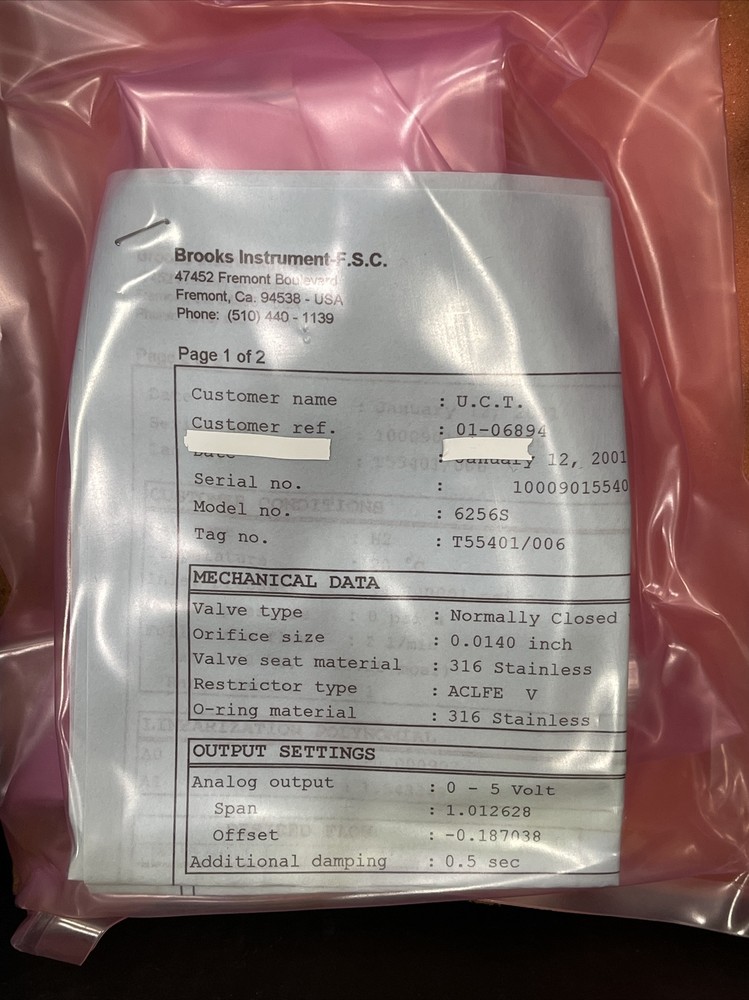 Brooks Instrument-F.S.C.
47452 Fremont Boulevard
Fremont, Ca. 94538 - USA
Phone: (510) 440 - 1139
Page 1 of 2
Customer name : U.C.T.
Customer ref. : 01-06894
Date : January 12, 2001
Serial no. : 10009015540
Model no. : 6256S
Tag no. : T55401/006
MECHANICAL DATA
Valve type : Normally Closed
Orifice size : 0.0140 inch
Valve seat material : 316 Stainless
Restrictor type : ACLFE V
O-ring material : 316 Stainless
OUTPUT SETTINGS
Analog output : 0 - 5 Volt
Span : 1.012628
Offset : -0.187038
Additional damping : 0.5 sec